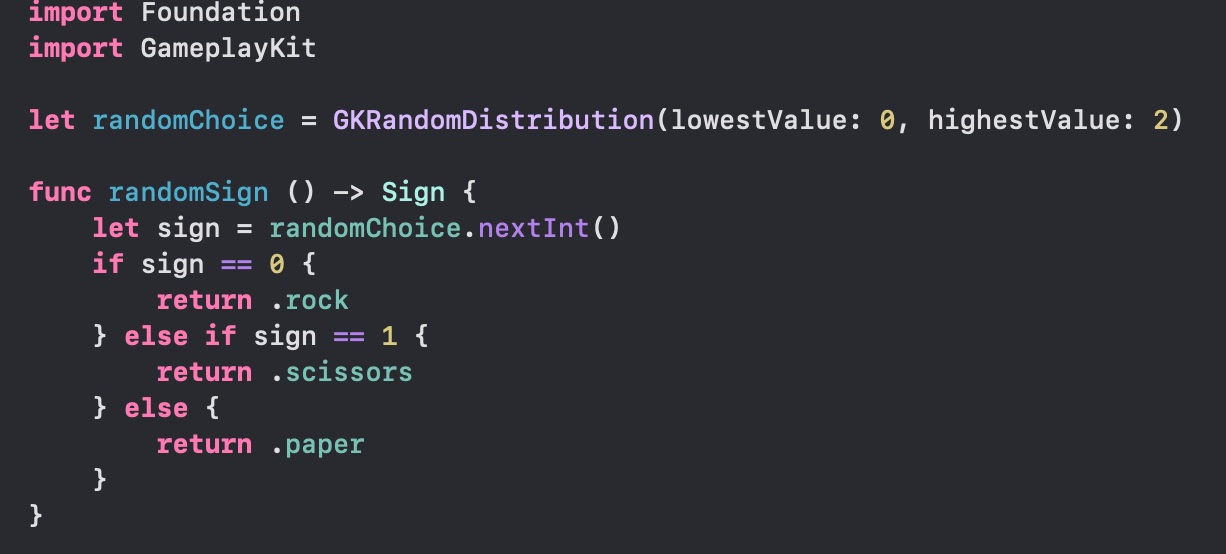 import Foundation
import GameplayKit
let randomChoice = GKRandomDistribution(lowestValue: 0, highestValue: 2)
func randomSign () -> Sign {
    let sign = randomChoice.nextInt()
    if sign == 0 {
        return .rock
    } else if sign == 1 {
        return .scissors
    } else {
        return .paper
    }
}